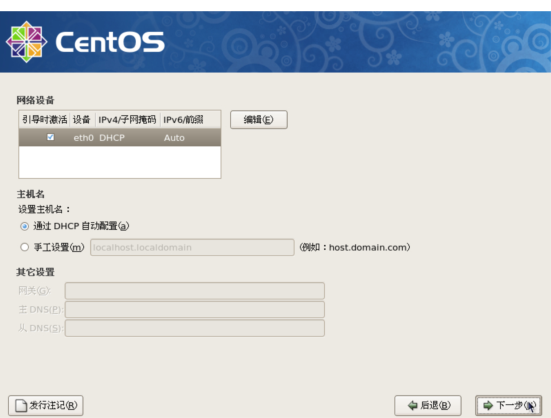 CentOS
网络设备
引导时激活 设备 IPv4/子网掩码 IPv6/前缀
eth0 DHCP Auto
编辑(E)
主机名
设置主机名：
通过 DHCP 自动配置(a)
手工设置(m) localhost.localdomain (例如：host.domain.com)
其它设置
网关(G):
主 DNS(P):
从 DNS(S):
发行注记(R) 后退(B) 下一步(N)